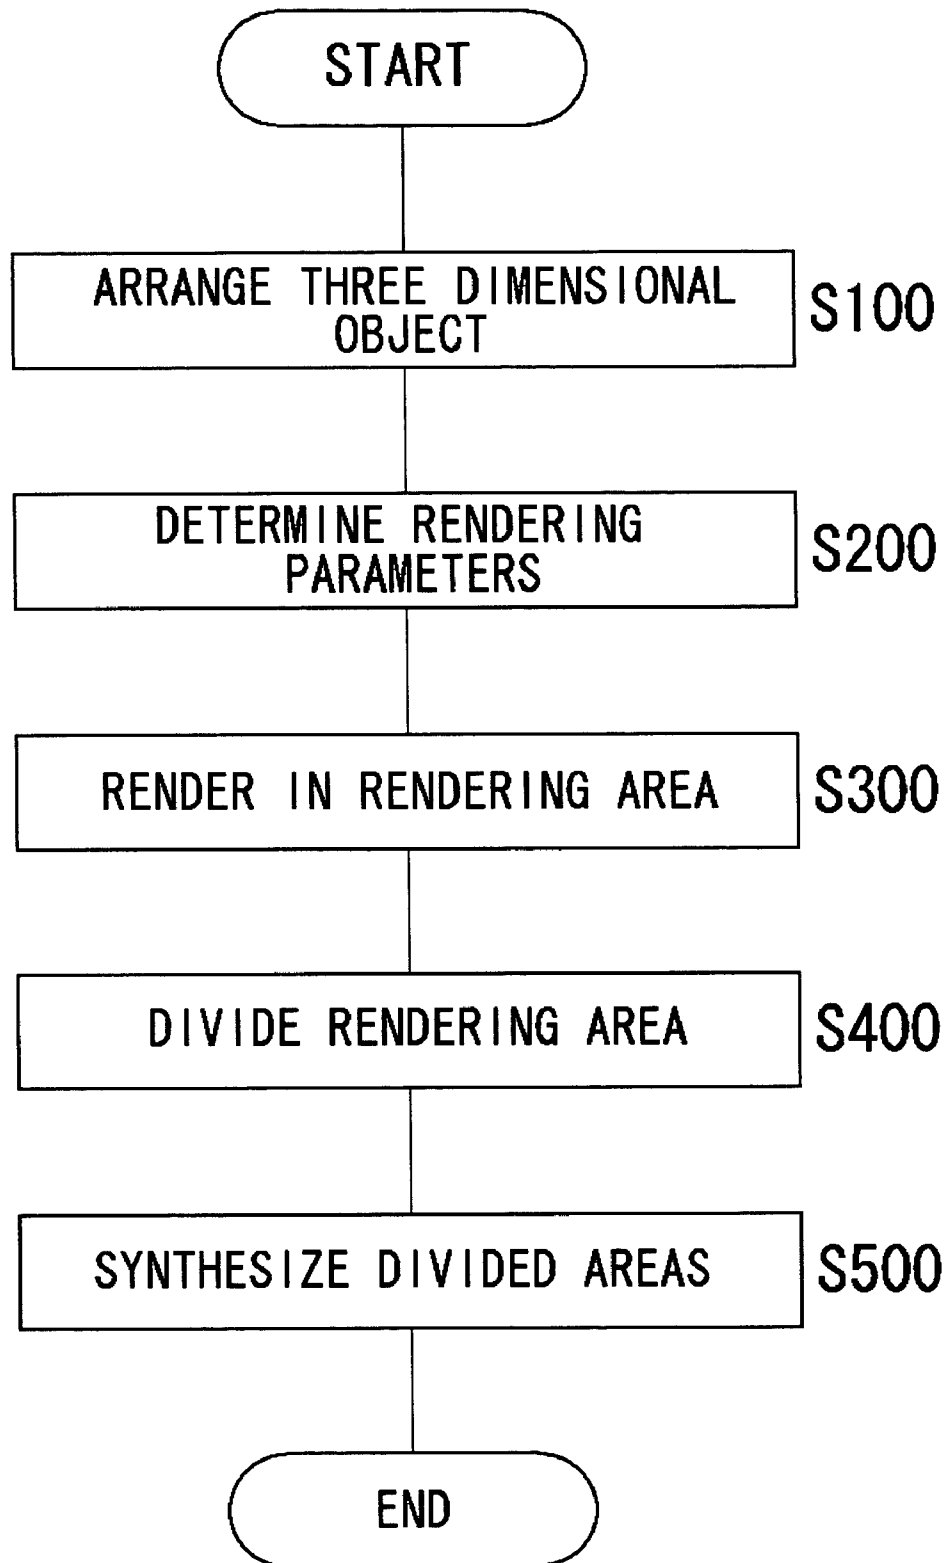 START
ARRANGE THREE DIMENSIONAL
OBJECT
S100
DETERMINE RENDERING
PARAMETERS
S200
RENDER IN RENDERING AREA
S300
DIVIDE RENDERING AREA
S400
SYNTHESIZE DIVIDED AREAS
S500
END